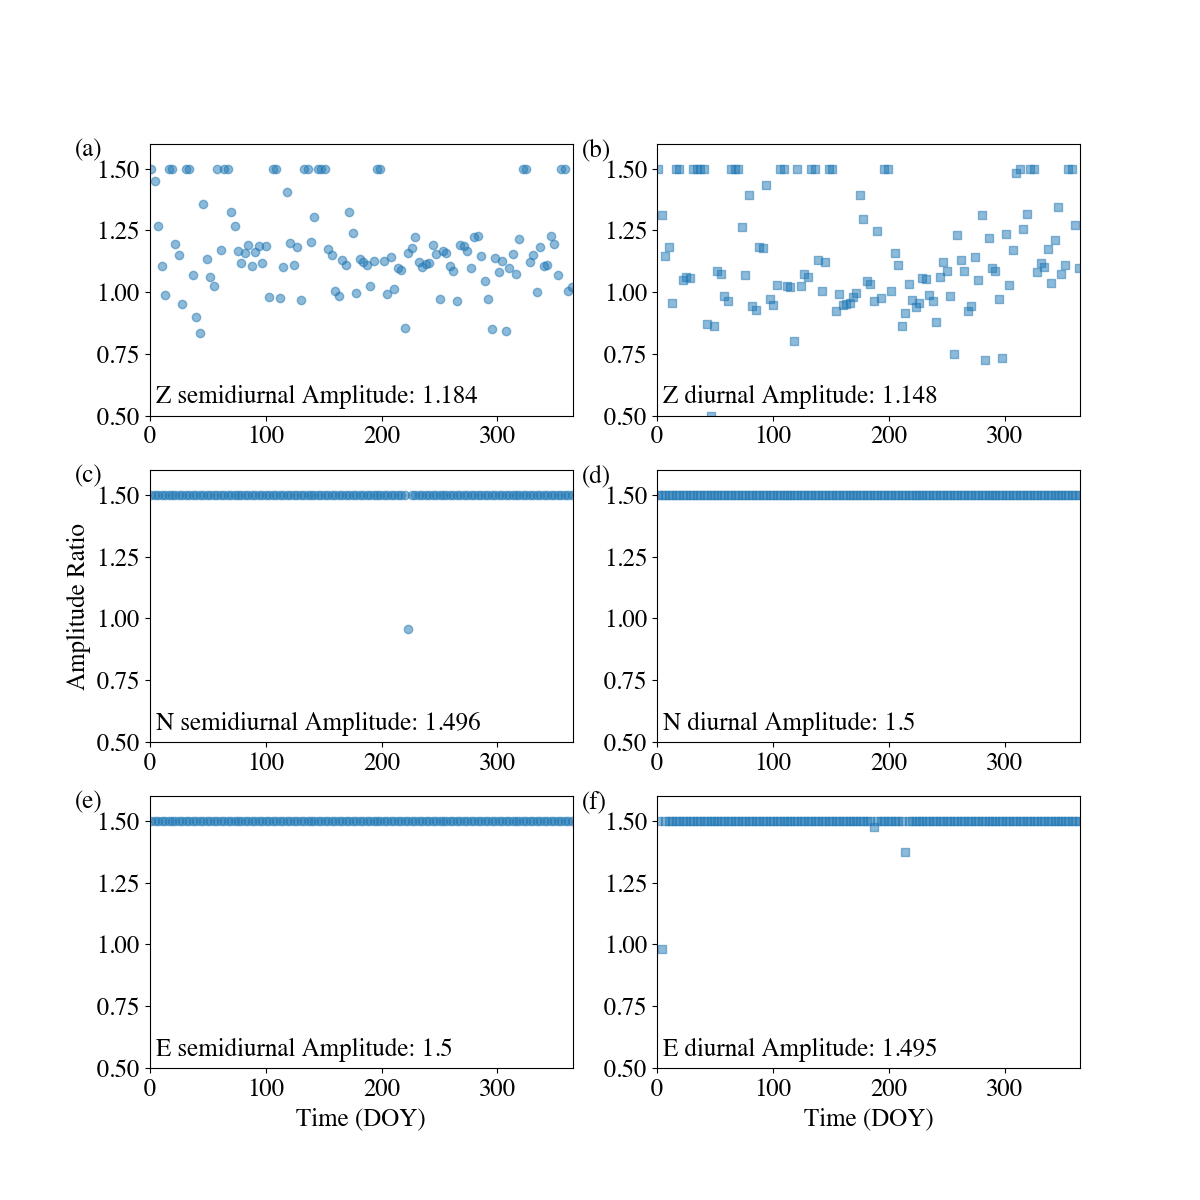 (a)
1.50
1.25
1.00
0.75
0.50
Z semidiurnal Amplitude: 1.184
0 100 200 300
(b)
1.50
1.25
1.00
0.75
0.50
Z diurnal Amplitude: 1.148
0 100 200 300
(c)
1.50
1.25
1.00
0.75
0.50
Amplitude Ratio
N semidiurnal Amplitude: 1.496
0 100 200 300
(d)
1.50
1.25
1.00
0.75
0.50
N diurnal Amplitude: 1.5
0 100 200 300
(e)
1.50
1.25
1.00
0.75
0.50
E semidiurnal Amplitude: 1.5
0 100 200 300
Time (DOY)
(f)
1.50
1.25
1.00
0.75
0.50
E diurnal Amplitude: 1.495
0 100 200 300
Time (DOY)